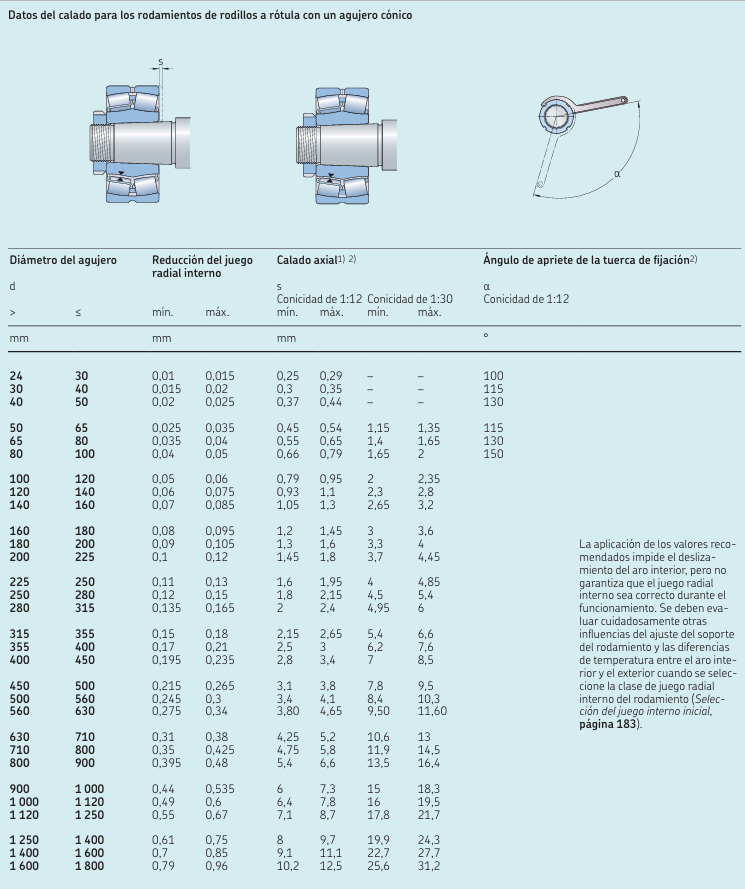 Datos del calado para los rodamientos de rodillos a rótula con un agujero cónico
s
α
Diámetro del agujero Reducción del juego radial interno Calado axial1) 2) Ángulo de apriete de la tuerca de fijación2)
d s α
Conicidad de 1:12 Conicidad de 1:30 Conicidad de 1:12
> ≤ mín. máx. mín. máx. mín. máx.
mm mm mm °
24 30 0,01 0,015 0,25 0,29 – – 100
30 40 0,015 0,02 0,3 0,35 – – 115
40 50 0,02 0,025 0,37 0,44 – – 130
50 65 0,025 0,035 0,45 0,54 1,15 1,35 115
65 80 0,035 0,04 0,55 0,65 1,4 1,65 130
80 100 0,04 0,05 0,66 0,79 1,65 2 150
100 120 0,05 0,06 0,79 0,95 2 2,35
120 140 0,06 0,075 0,93 1,1 2,3 2,8
140 160 0,07 0,085 1,05 1,3 2,65 3,2
160 180 0,08 0,095 1,2 1,45 3 3,6
180 200 0,09 0,105 1,3 1,6 3,3 4
200 225 0,1 0,12 1,45 1,8 3,7 4,45
225 250 0,11 0,13 1,6 1,95 4 4,85
250 280 0,12 0,15 1,8 2,15 4,5 5,4
280 315 0,135 0,165 2 2,4 4,95 6
315 355 0,15 0,18 2,15 2,65 5,4 6,6
355 400 0,17 0,21 2,5 3 6,2 7,6
400 450 0,195 0,235 2,8 3,4 7 8,5
450 500 0,215 0,265 3,1 3,8 7,8 9,5
500 560 0,245 0,3 3,4 4,1 8,4 10,3
560 630 0,275 0,34 3,80 4,65 9,50 11,60
630 710 0,31 0,38 4,25 5,2 10,6 13
710 800 0,35 0,425 4,75 5,8 11,9 14,5
800 900 0,395 0,48 5,4 6,6 13,5 16,4
900 1 000 0,44 0,535 6 7,3 15 18,3
1 000 1 120 0,49 0,6 6,4 7,8 16 19,5
1 120 1 250 0,55 0,67 7,1 8,7 17,8 21,7
1 250 1 400 0,61 0,75 8 9,7 19,9 24,3
1 400 1 600 0,7 0,85 9,1 11,1 22,7 27,7
1 600 1 800 0,79 0,96 10,2 12,5 25,6 31,2
La aplicación de los valores reco-
mendados impide el desliza-
miento del aro interior, pero no
garantiza que el juego radial
interno sea correcto durante el
funcionamiento. Se deben eva-
luar cuidadosamente otras
influencias del ajuste del soporte
del rodamiento y las diferencias
de temperatura entre el aro inte-
rior y el exterior cuando se selec-
cione la clase de juego radial
interno del rodamiento (Selec-
ción del juego interno inicial,
página 183).